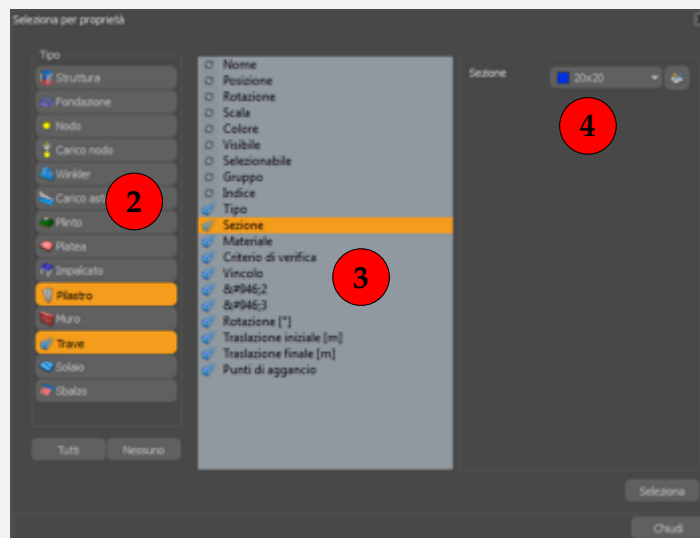 Seleziona per proprietà
Tipo
Struttura
Fondazione
Nodo
Carico nodo
Winkler
Carico ast
Plinto
Platea
Impalcato
Pilastro
Muro
Trave
Solaio
Sbalzo
Tutti
Nessuno
2
Nome
Posizione
Rotazione
Scala
Colore
Visibile
Selezionabile
Gruppo
Indice
Tipo
Sezione
Materiale
Criterio di verifica
Vincolo
&#946;2
&#946;3
Rotazione [°]
Traslazione iniziale [m]
Traslazione finale [m]
Punti di aggancio
3
Sezione
20x20
4
Seleziona
Chiudi